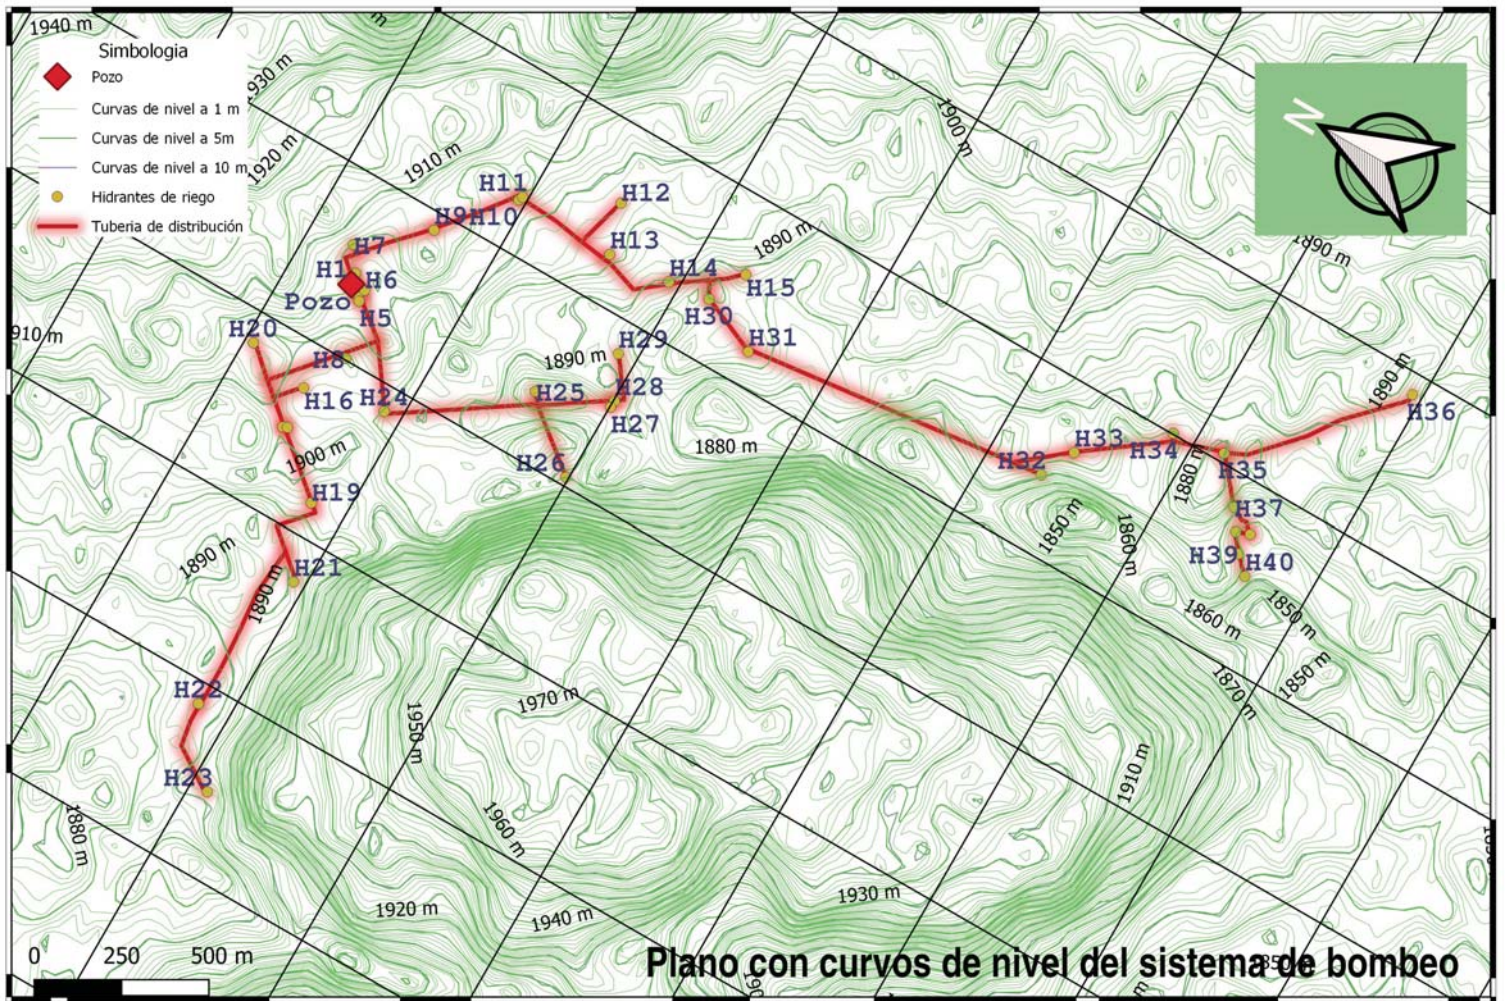 1940 m
Simbologia
Pozo
Curvas de nivel a 1 m
Curvas de nivel a 5m
Curvas de nivel a 10 m
Hidrantes de riego
Tuberia de distribución
1930 m
1920 m
1910 m
1900 m
N
1890 m
1890 m
H11
H12
H9H10
H13
H7
H1
H6
Pozo
H5
H14
H15
H30
H31
H20
910 m
H8
H16
H24
1890 m
H29
H25
H28
H27
H26
1880 m
1900 m
H19
1890 m
H21
1890 m
H22
H23
1880 m
H32
H33
H34
1880 m
H35
H36
1890 m
H37
H39
H40
1850 m
1860 m
1860 m
1850 m
1850 m
1870 m
1910 m
1970 m
1950 m
1960 m
1920 m
1940 m
1930 m
0 250 500 m
Plano con curvos de nivel del sistema de bombeo